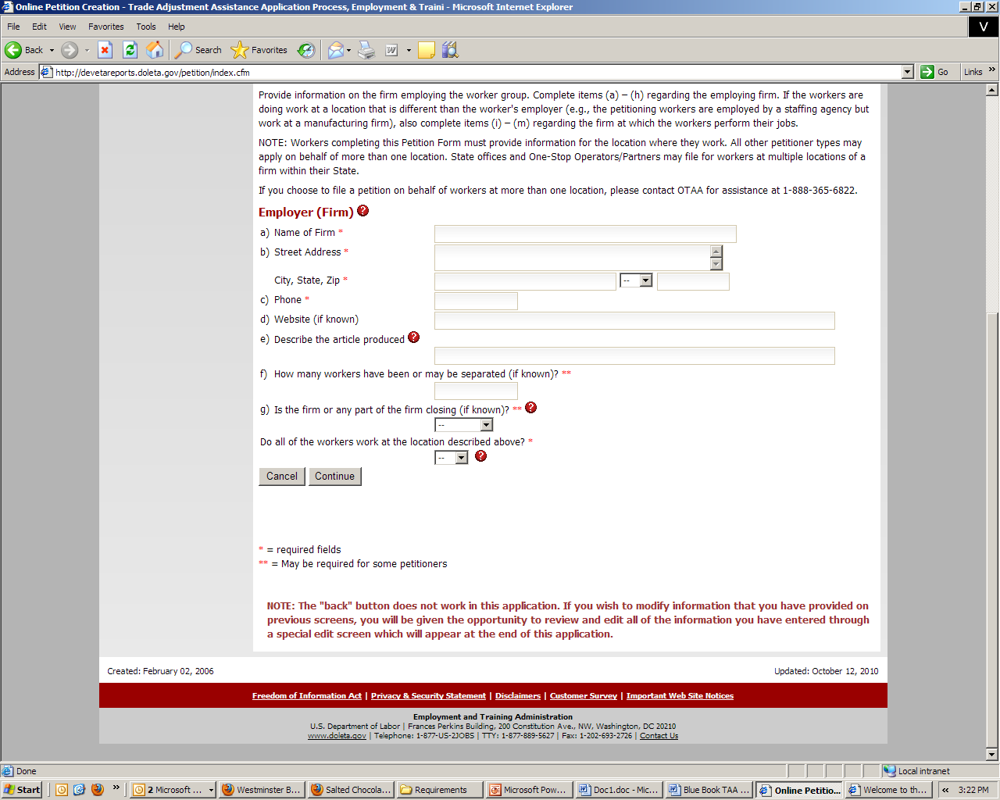 Online Petition Creation - Trade Adjustment Assistance Application Process, Employment & Traini - Microsoft Internet Explorer
File Edit View Favorites Tools Help
Back Search Favorites
Address http://devetareports.doleta.gov/petition/index.cfm Go Links »
Provide information on the firm employing the worker group. Complete items (a) – (h) regarding the employing firm. If the workers are
doing work at a location that is different than the worker's employer (e.g., the petitioning workers are employed by a staffing agency but
work at a manufacturing firm), also complete items (i) – (m) regarding the firm at which the workers perform their jobs.
NOTE: Workers completing this Petition Form must provide information for the location where they work. All other petitioner types may
apply on behalf of more than one location. State offices and One-Stop Operators/Partners may file for workers at multiple locations of a
firm within their State.
If you choose to file a petition on behalf of workers at more than one location, please contact OTAA for assistance at 1-888-365-6822.
Employer (Firm) ?
a) Name of Firm *
b) Street Address *
City, State, Zip * --
c) Phone *
d) Website (if known)
e) Describe the article produced ?
f) How many workers have been or may be separated (if known)? **
g) Is the firm or any part of the firm closing (if known)? ** ?
--
Do all of the workers work at the location described above? *
-- ?
Cancel Continue
* = required fields
** = May be required for some petitioners
NOTE: The "back" button does not work in this application. If you wish to modify information that you have provided on
previous screens, you will be given the opportunity to review and edit all of the information you have entered through
a special edit screen which will appear at the end of this application.
Created: February 02, 2006 Updated: October 12, 2010
Freedom of Information Act | Privacy & Security Statement | Disclaimers | Customer Survey | Important Web Site Notices
Employment and Training Administration
U.S. Department of Labor | Frances Perkins Building, 200 Constitution Ave., NW, Washington, DC 20210
www.doleta.gov | Telephone: 1-877-US-2JOBS | TTY: 1-877-889-5627 | Fax: 1-202-693-2726 | Contact Us
Done Local intranet
Start » 2 Microsoft ... Westminster B... Salted Chocola... Requirements Microsoft Pow... Doc1.doc - Mic... Blue Book TAA ... Online Petitio... Welcome to th... « 3:22 PM